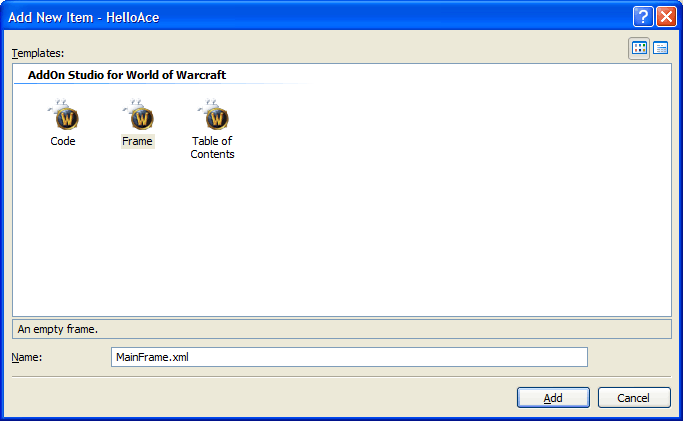 Add New Item - HelloAce
Templates:
AddOn Studio for World of Warcraft
Code
Frame
Table of
Contents
An empty frame.
Name:
MainFrame.xml
Add
Cancel